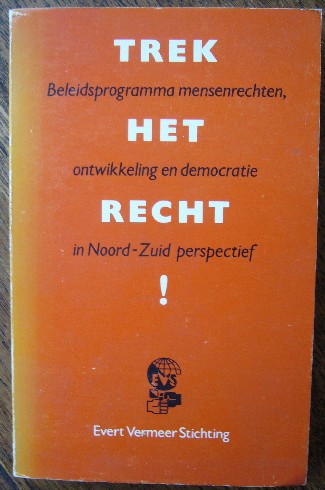 TREK
Beleidsprogramma mensenrechten,
HET
ontwikkeling en democratie
RECHT
in Noord-Zuid perspectief
!
EVS
Evert Vermeer Stichting